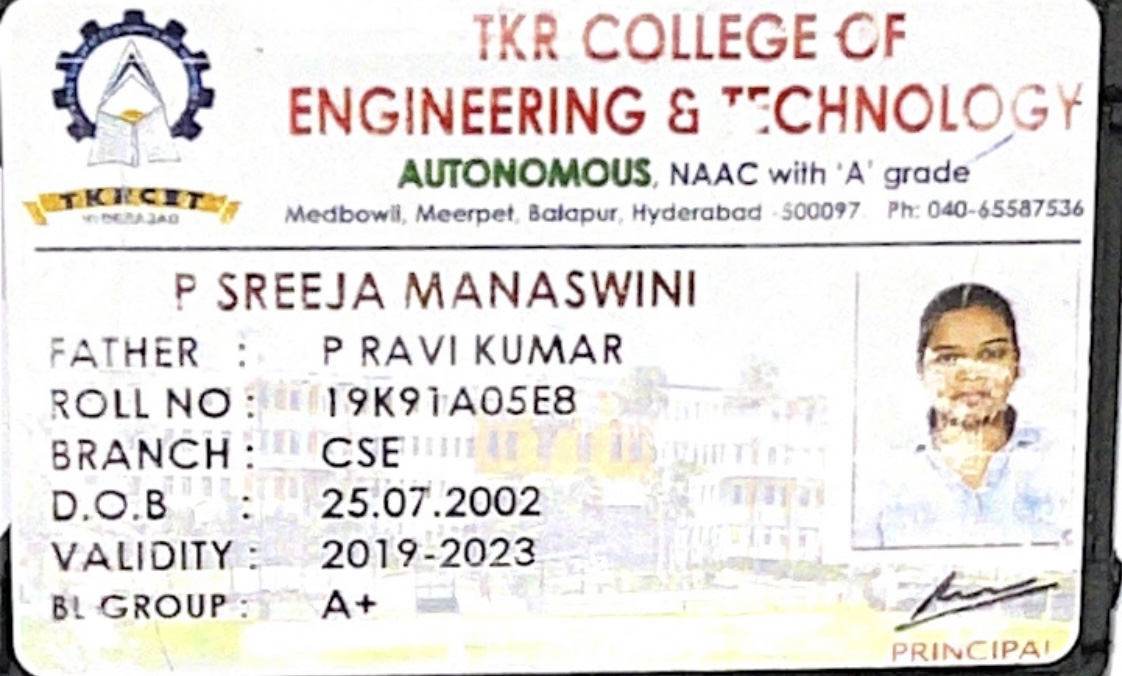 TKR COLLEGE OF
ENGINEERING & TECHNOLOGY
AUTONOMOUS, NAAC with 'A' grade
Medbowli, Meerpet, Balapur, Hyderabad - 500097. Ph: 040-65587536
TKRCET
HYDERABAD
P SREEJA MANASWINI
FATHER : P RAVI KUMAR
ROLL NO : 19K91A05E8
BRANCH : CSE
D.O.B : 25.07.2002
VALIDITY : 2019-2023
BL GROUP : A+
PRINCIPAL